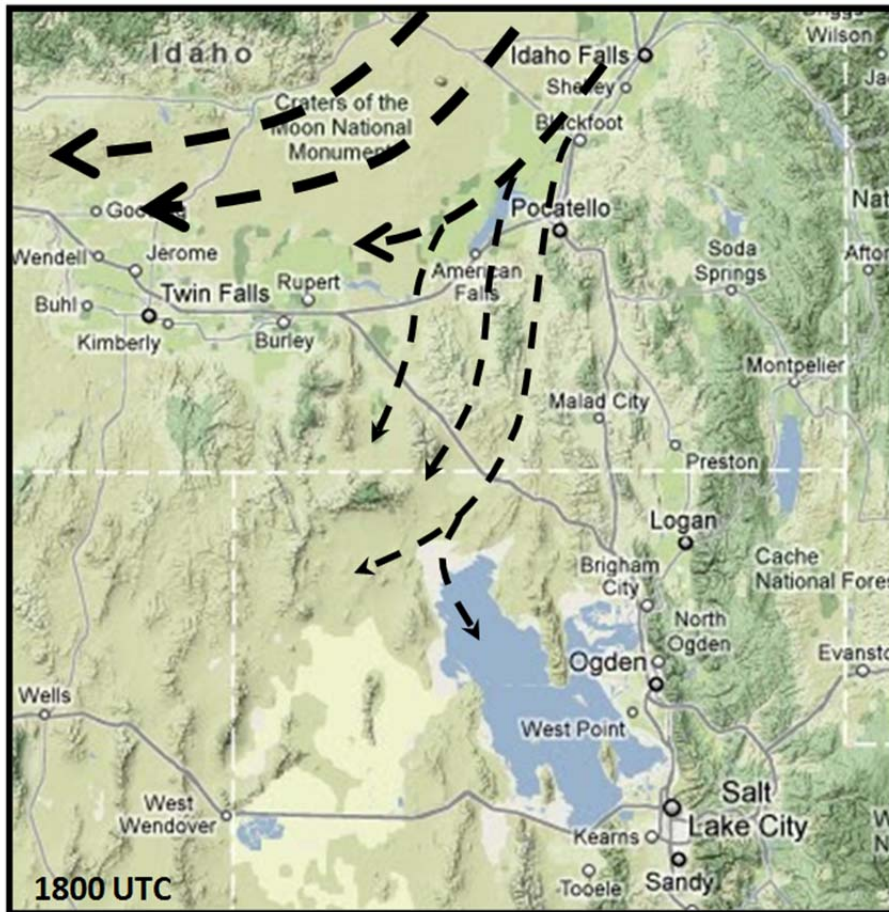 Wilson
Idaho
Idaho Falls
Shelley
Craters of the
Moon National
Monument
Blackfoot
Pocatello
Wendell
Jerome
American
Falls
Soda
Springs
Afton
Buhl
Twin Falls
Rupert
Kimberly
Burley
Montpelier
Malad City
Preston
Logan
Brigham
City
Cache
National Forest
North
Ogden
Ogden
Evanston
Wells
West Point
West
Wendover
Salt
Lake City
Kearns
Sandy
Tooele
1800 UTC